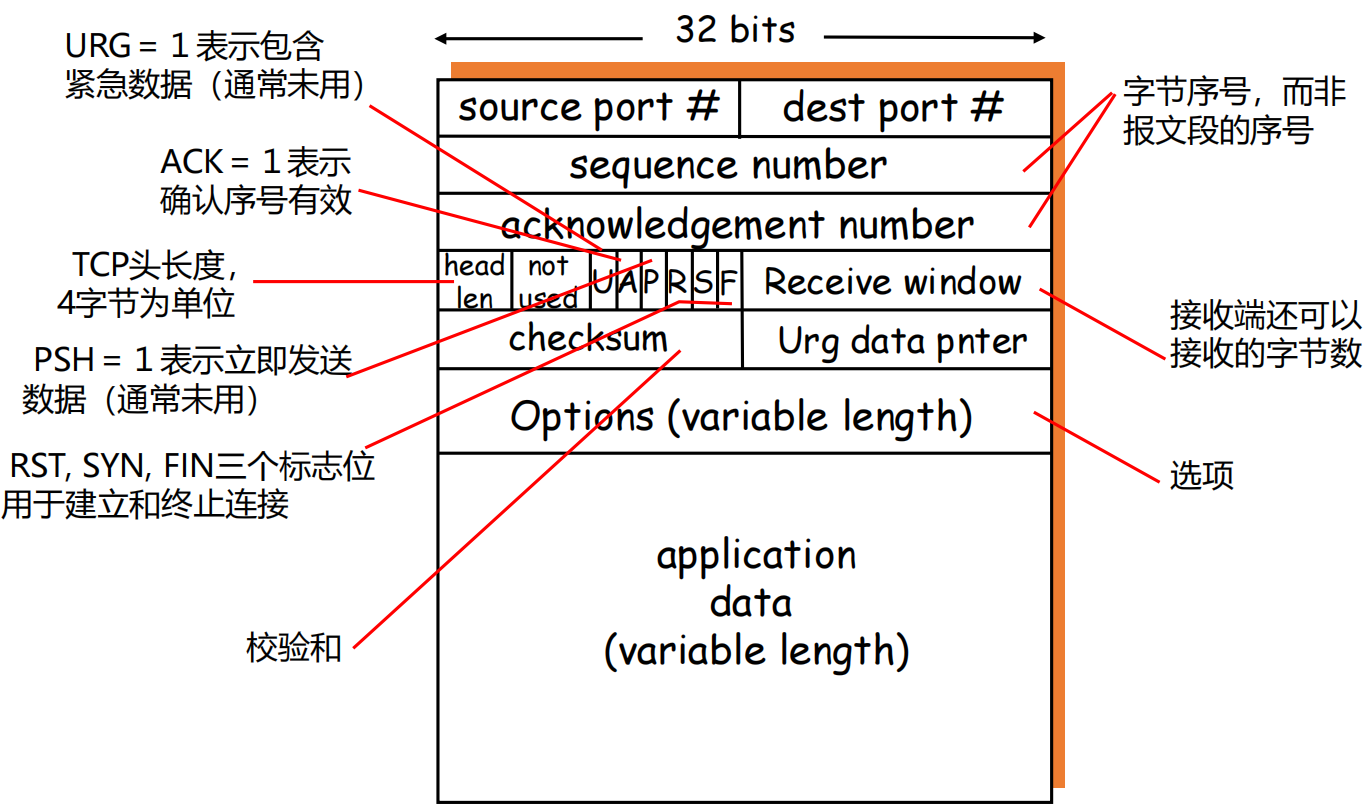 32 bits
URG = 1 表示包含
紧急数据（通常未用）
source port #
dest port #
字节序号，而非
报文段的序号
sequence number
ACK = 1 表示
确认序号有效
acknowledgement number
TCP头长度，
4字节为单位
head
len
not
used
U
A
P
R
S
F
Receive window
接收端还可以
接收的字节数
checksum
Urg data pnter
PSH = 1 表示立即发送
数据（通常未用）
Options (variable length)
选项
RST, SYN, FIN三个标志位
用于建立和终止连接
application
data
(variable length)
校验和